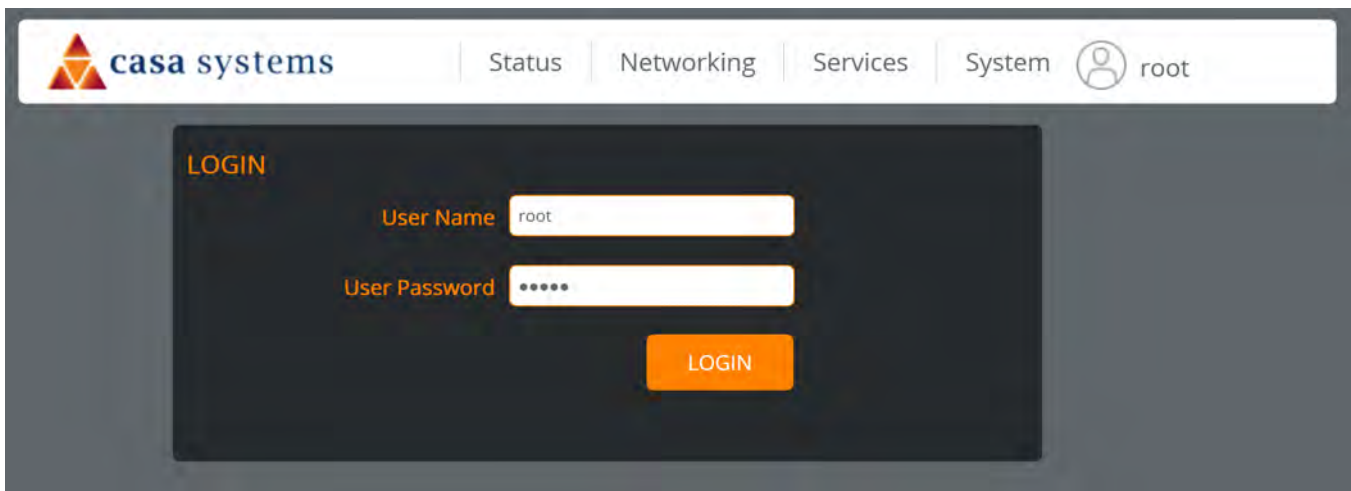 casa systems Status Networking Services System root
LOGIN
User Name root
User Password •••••
LOGIN